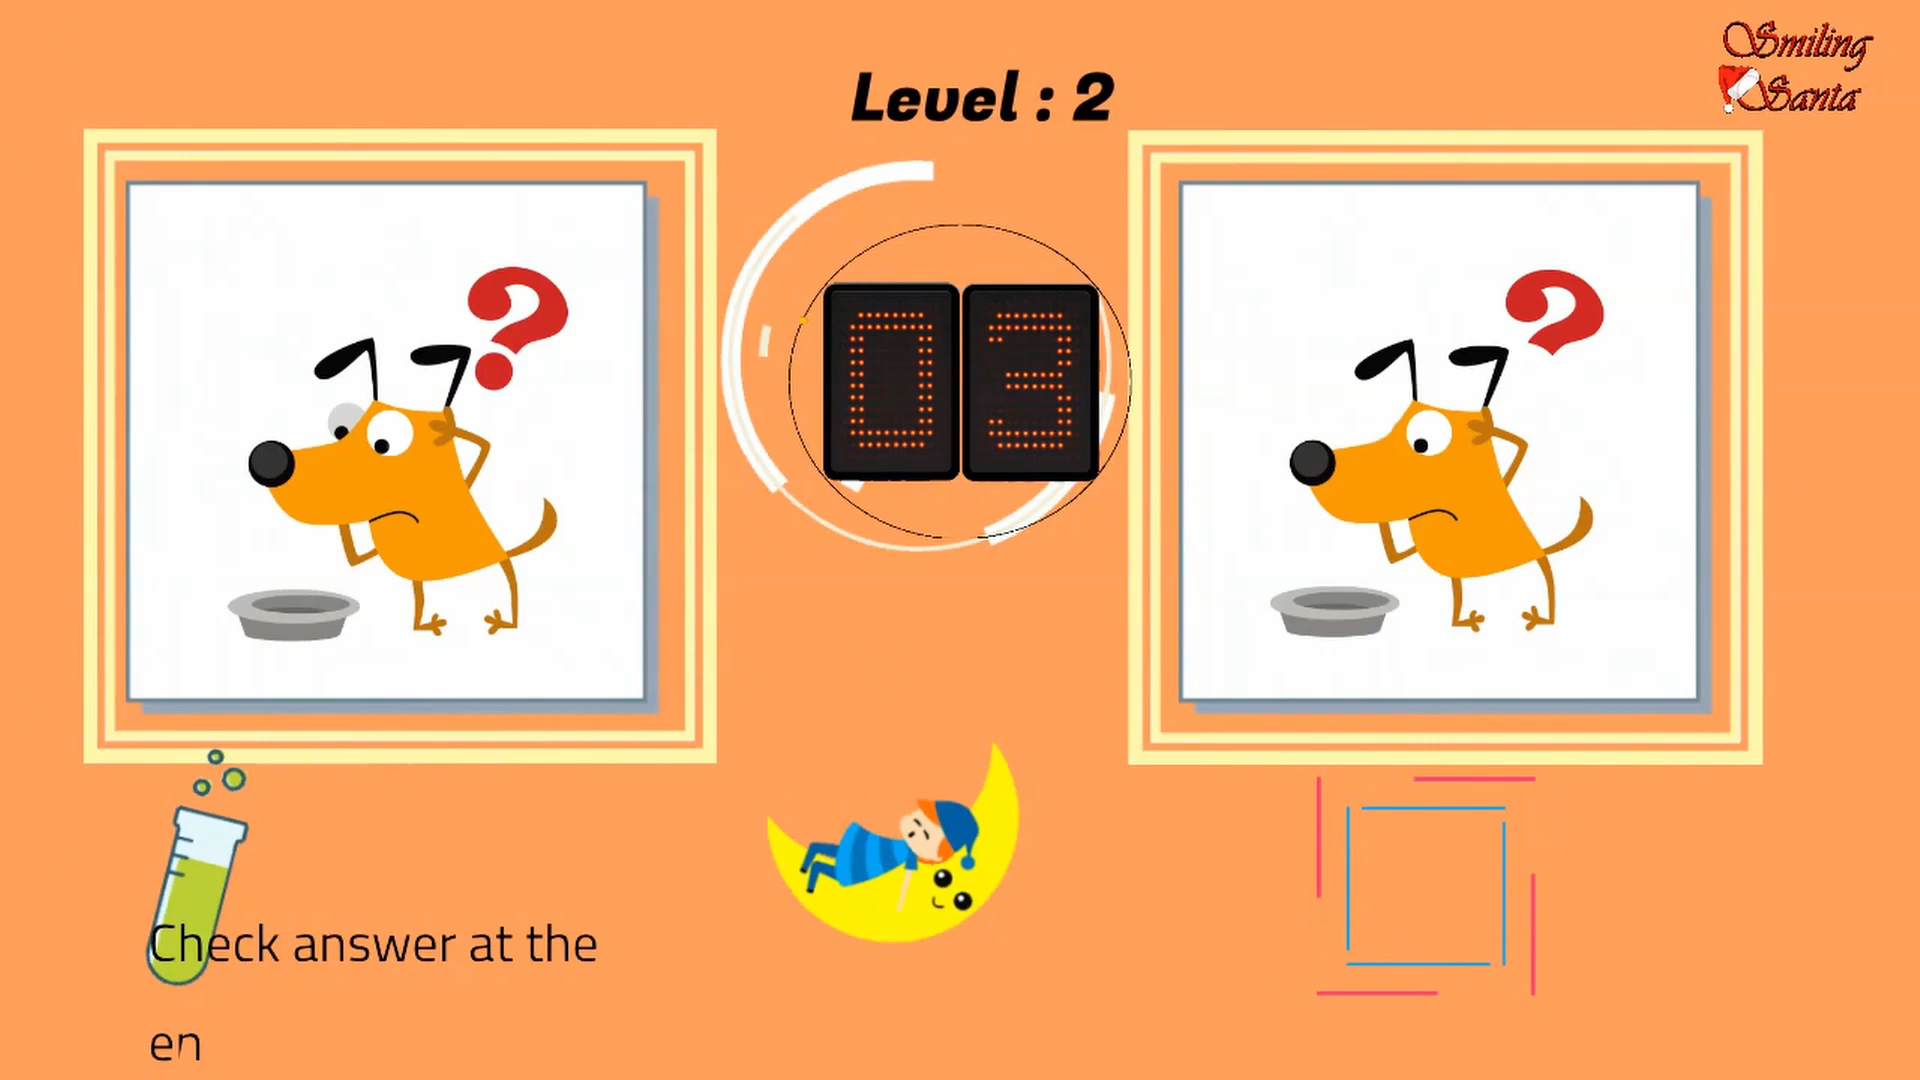 Smiling
Santa
Level : 2
?
03
Check answer at the
en